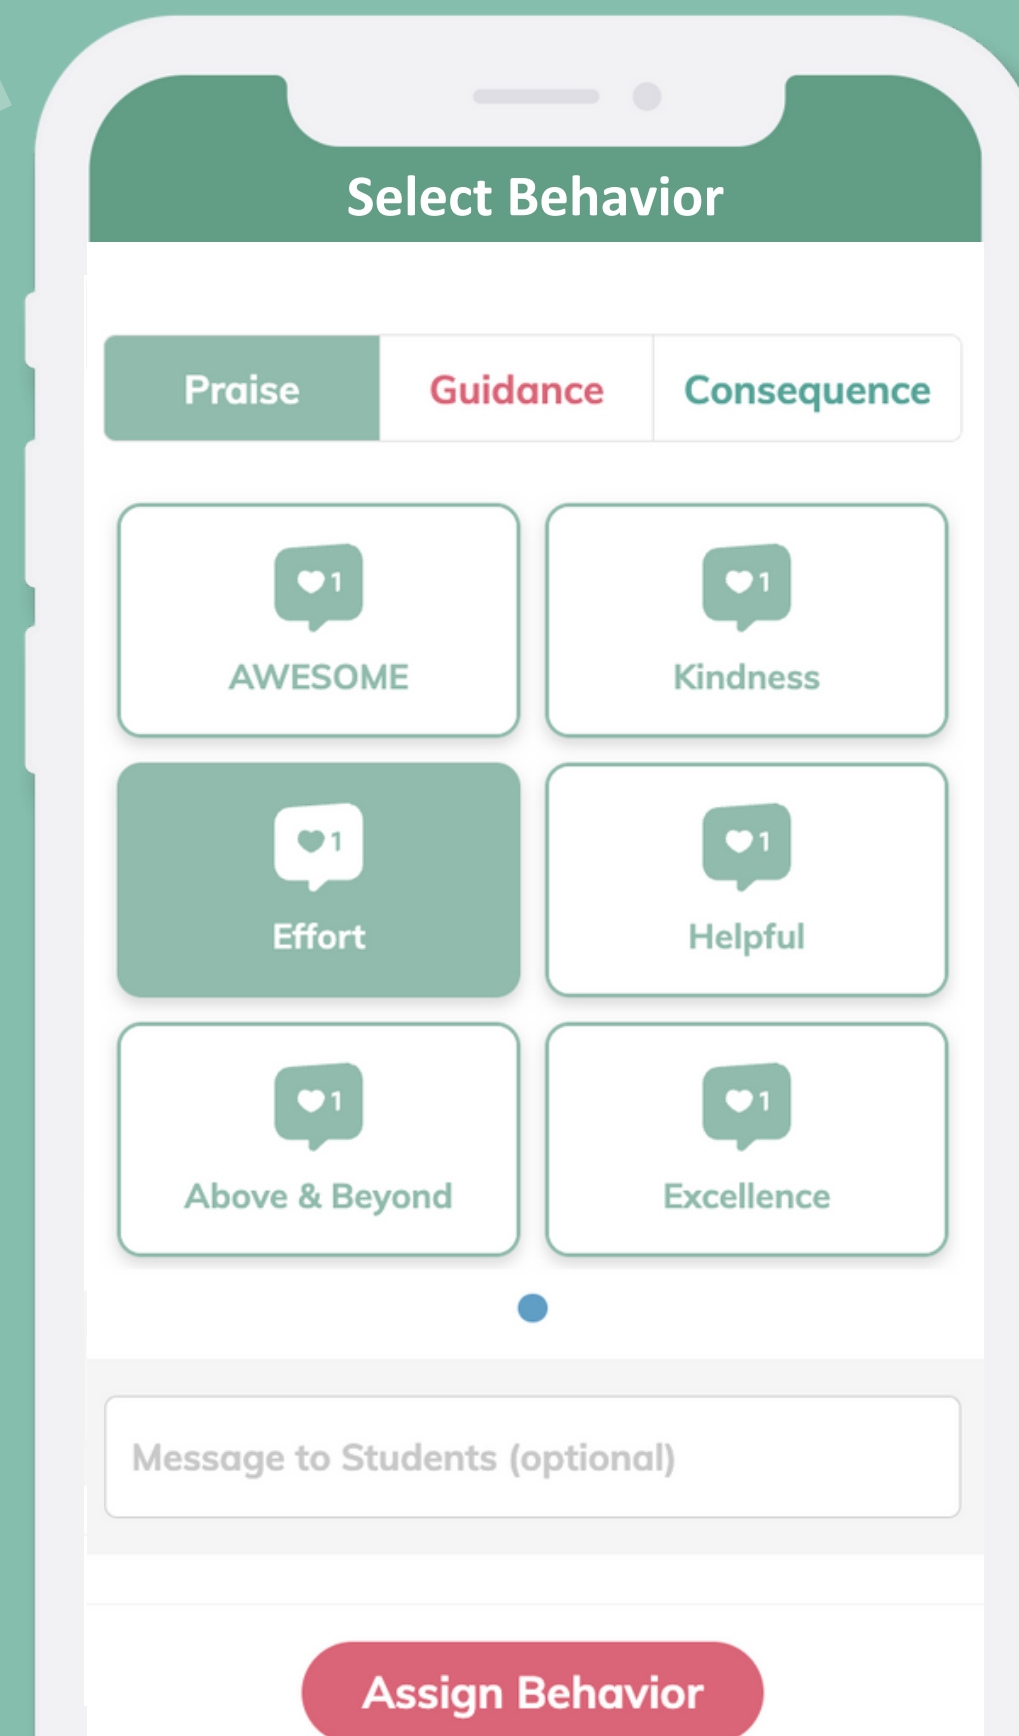 Select Behavior
Praise Guidance Consequence
1 1
AWESOME Kindness
1 1
Effort Helpful
1 1
Above & Beyond Excellence
Message to Students (optional)
Assign Behavior